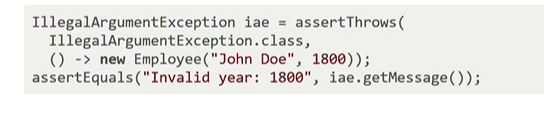 IllegalArgumentException iae = assertThrows(
  IllegalArgumentException.class,
  () -> new Employee("John Doe", 1800));
assertEquals("Invalid year: 1800", iae.getMessage());